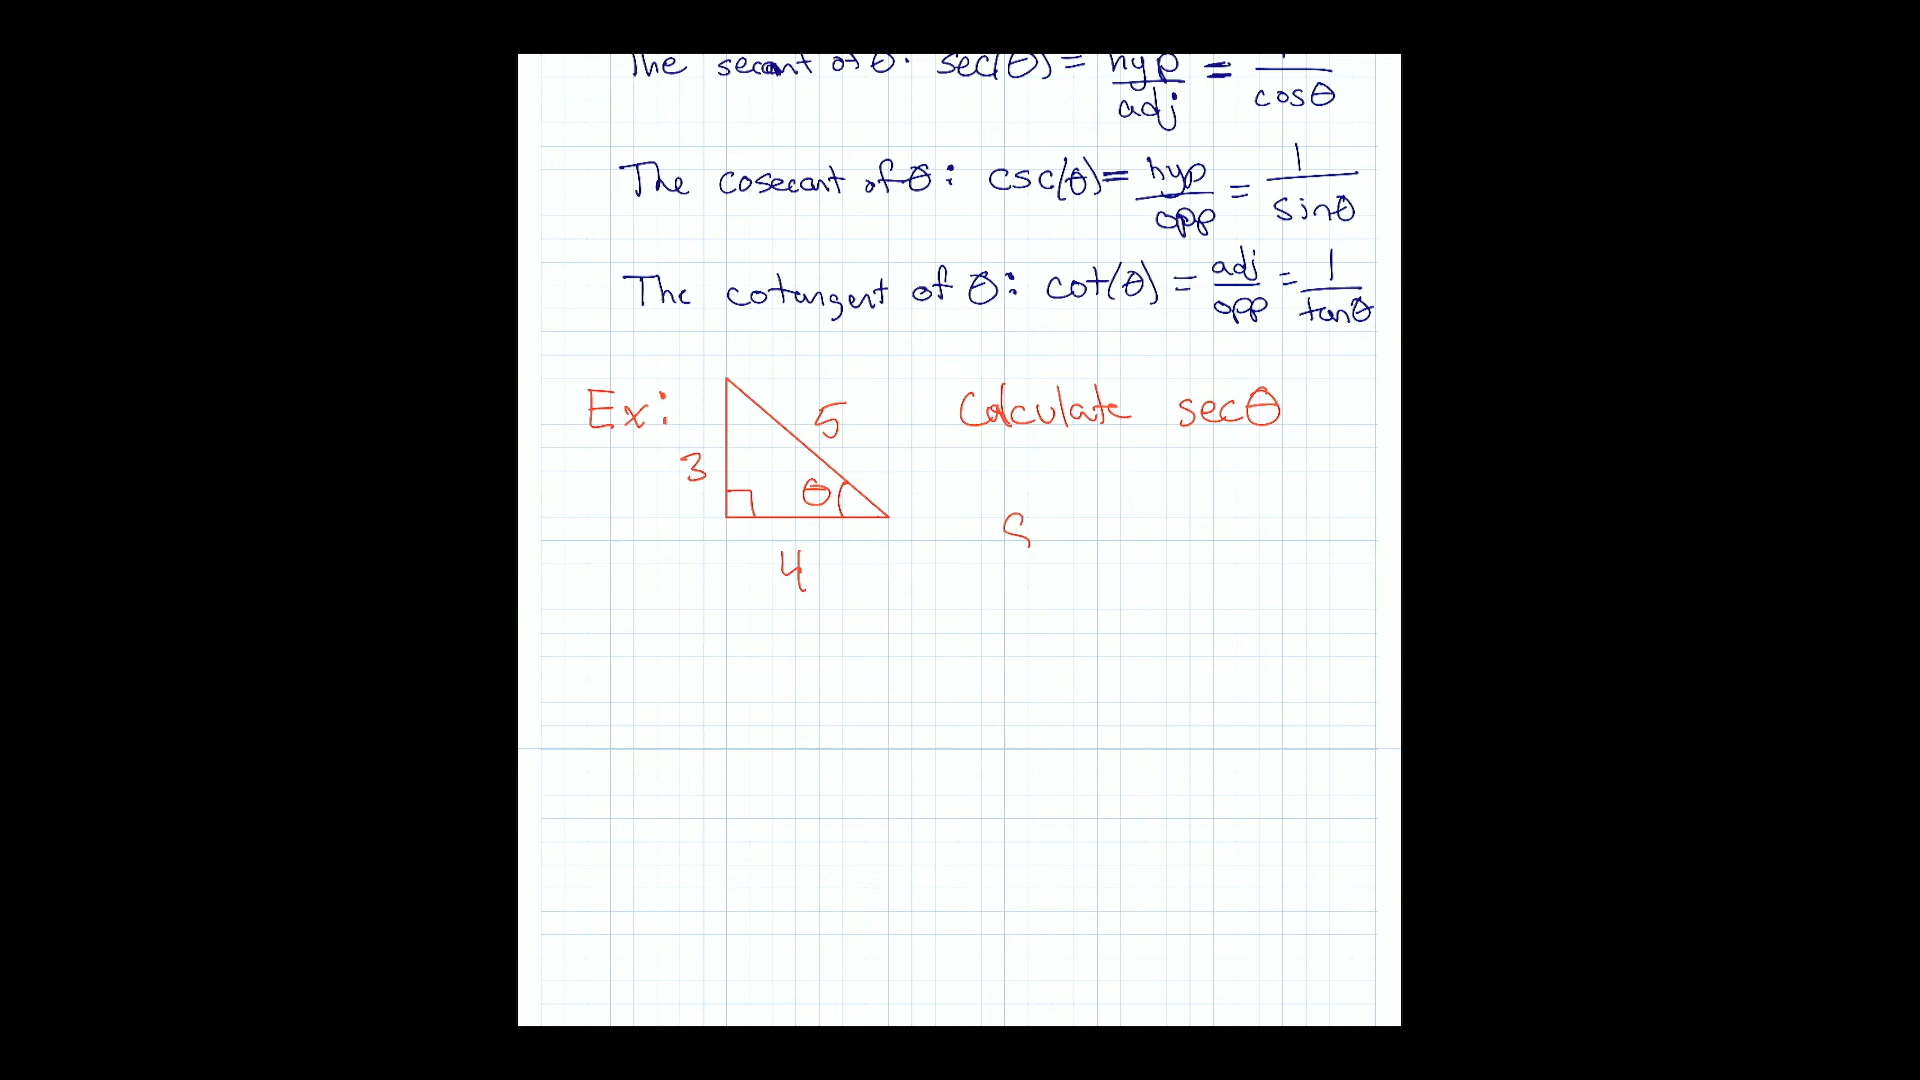 The secant of θ: sec(θ) = hyp/adj = 1/cosθ
The cosecant of θ: csc(θ) = hyp/opp = 1/sinθ
The cotangent of θ: cot(θ) = adj/opp = 1/tanθ
Ex: 5 Calculate secθ
3 θ
S
4